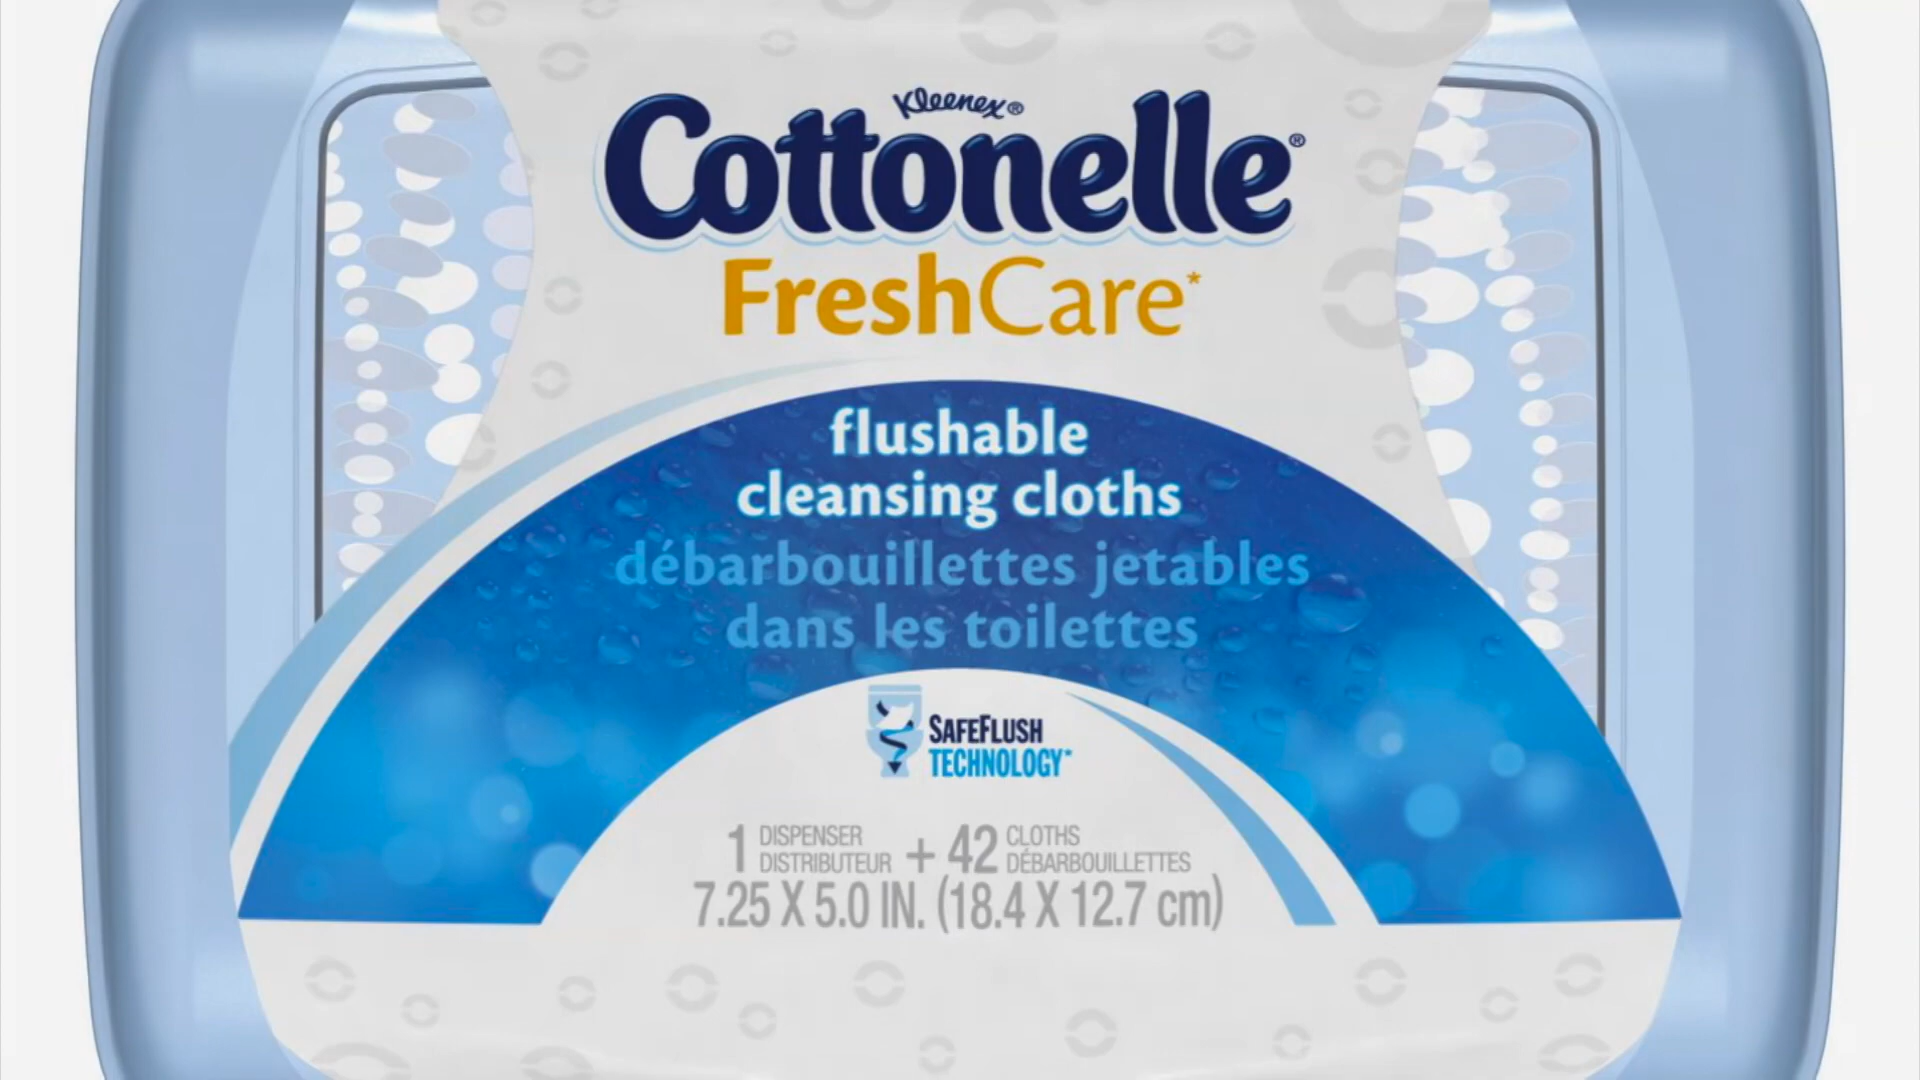 Kleenex®
Cottonelle®
FreshCare*
flushable
cleansing cloths
débarbouillettes jetables
dans les toilettes
SAFEFLUSH
TECHNOLOGY*
1 DISPENSER DISTRIBUTEUR + 42 CLOTHS DÉBARBOUILLETTES
7.25 X 5.0 IN. (18.4 X 12.7 cm)